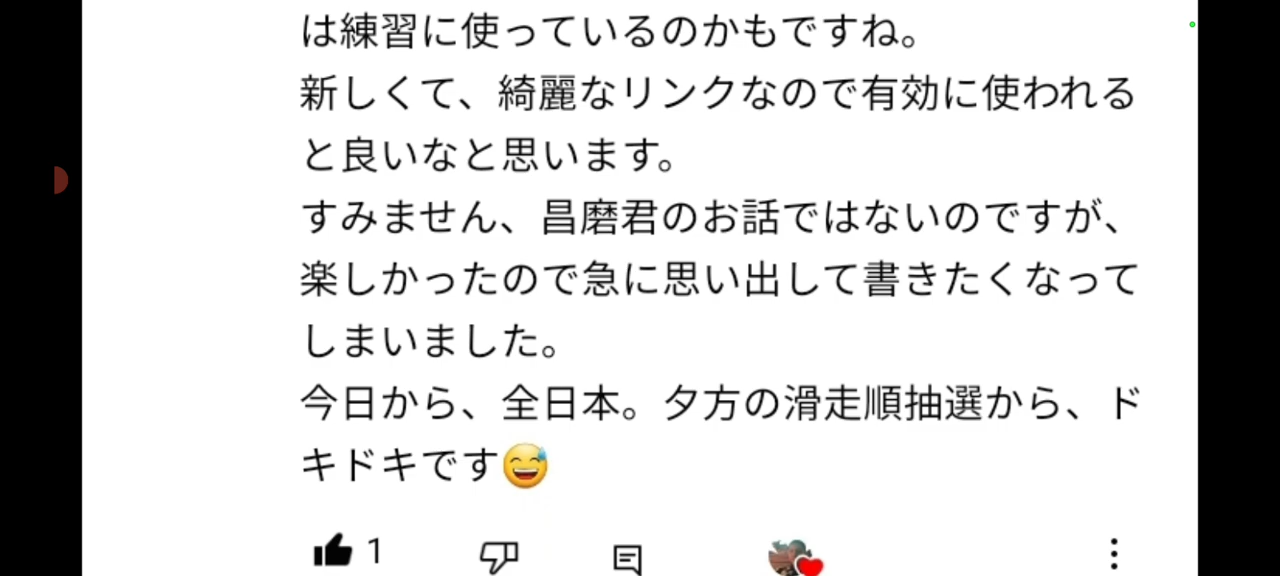 は練習に使っているのかもですね。
新しくて、綺麗なリンクなので有効に使われる
と良いなと思います。
すみません、昌磨君のお話ではないのですが、
楽しかったので急に思い出して書きたくなって
しまいました。
今日から、全日本。夕方の滑走順抽選から、ド
キドキです😅
1